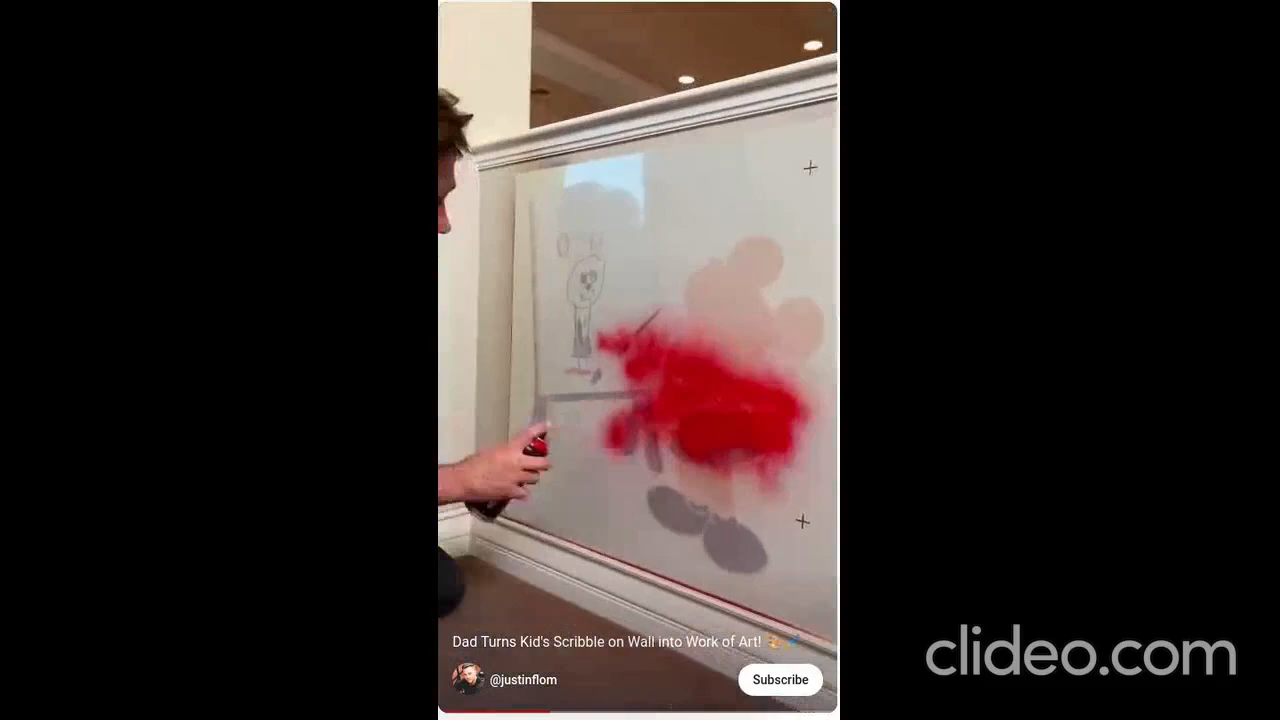 Dad Turns Kid's Scribble on Wall into Work of Art! 🎨🖌️
@justinflom
Subscribe
clideo.com